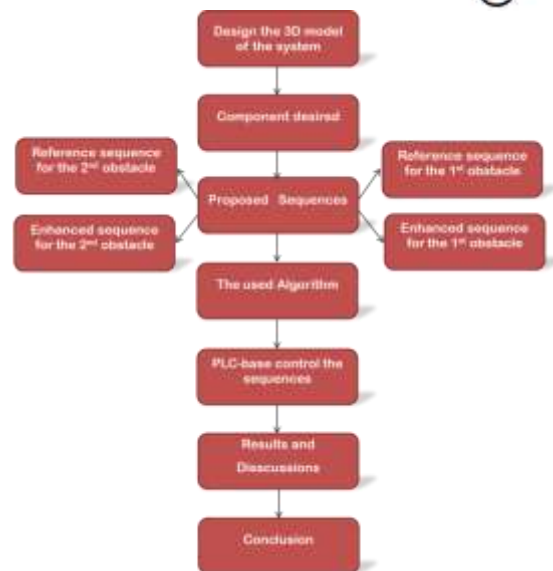 Design the 3D model
of the system
Component desired
Reference sequence
for the 2nd obstacle
Reference sequence
for the 1st obstacle
Proposed Sequences
Enhanced sequence
for the 2nd obstacle
Enhanced sequence
for the 1st obstacle
The used Algorithm
PLC-base control the
sequences
Results and
Diascussions
Conclusion